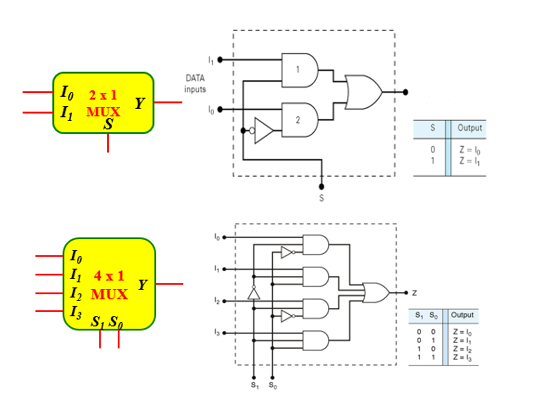 I0 2 x 1 Y
I1 MUX
S
I1
DATA
inputs
I0
1
2
S
S Output
0 Z = I0
1 Z = I1
I0
I1 4 x 1 Y
I2 MUX
I3
S1 S0
I0
I1
I2
I3
Z
S1 S0
S1 S0 Output
0 0 Z = I0
0 1 Z = I1
1 0 Z = I2
1 1 Z = I3